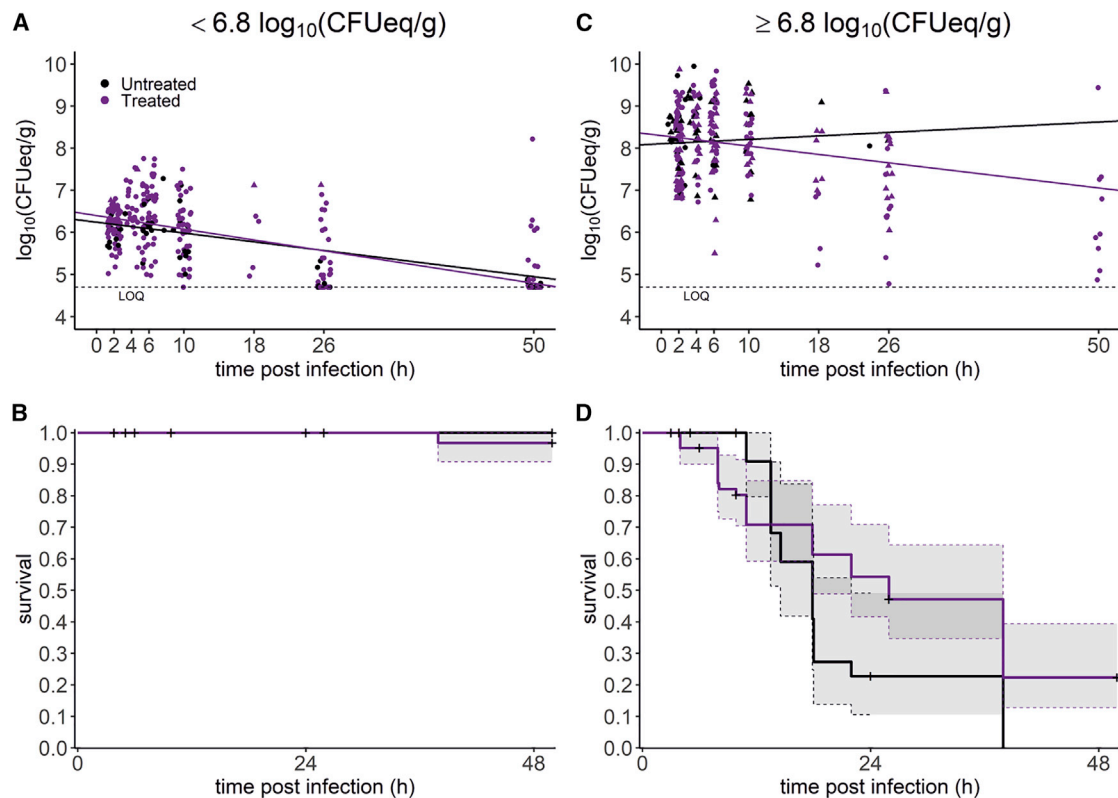 A
< 6.8 log10(CFUeq/g)
Untreated
Treated
log10(CFUeq/g)
10
9
8
7
6
5
4
LOQ
0 2 4 6 10 18 26 50
time post infection (h)
C
≥ 6.8 log10(CFUeq/g)
log10(CFUeq/g)
10
9
8
7
6
5
4
LOQ
0 2 4 6 10 18 26 50
time post infection (h)
B
survival
1.0
0.9
0.8
0.7
0.6
0.5
0.4
0.3
0.2
0.1
0.0
0 24 48
time post infection (h)
D
survival
1.0
0.9
0.8
0.7
0.6
0.5
0.4
0.3
0.2
0.1
0.0
0 24 48
time post infection (h)